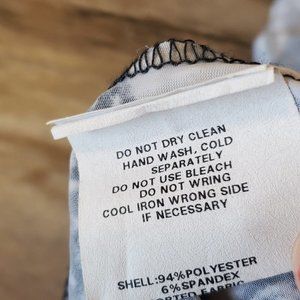 DO NOT DRY CLEAN
HAND WASH, COLD
SEPARATELY
DO NOT USE BLEACH
DO NOT WRING
COOL IRON WRONG SIDE
IF NECESSARY
SHELL:94%POLYESTER
6%SPANDEX
FABRIC